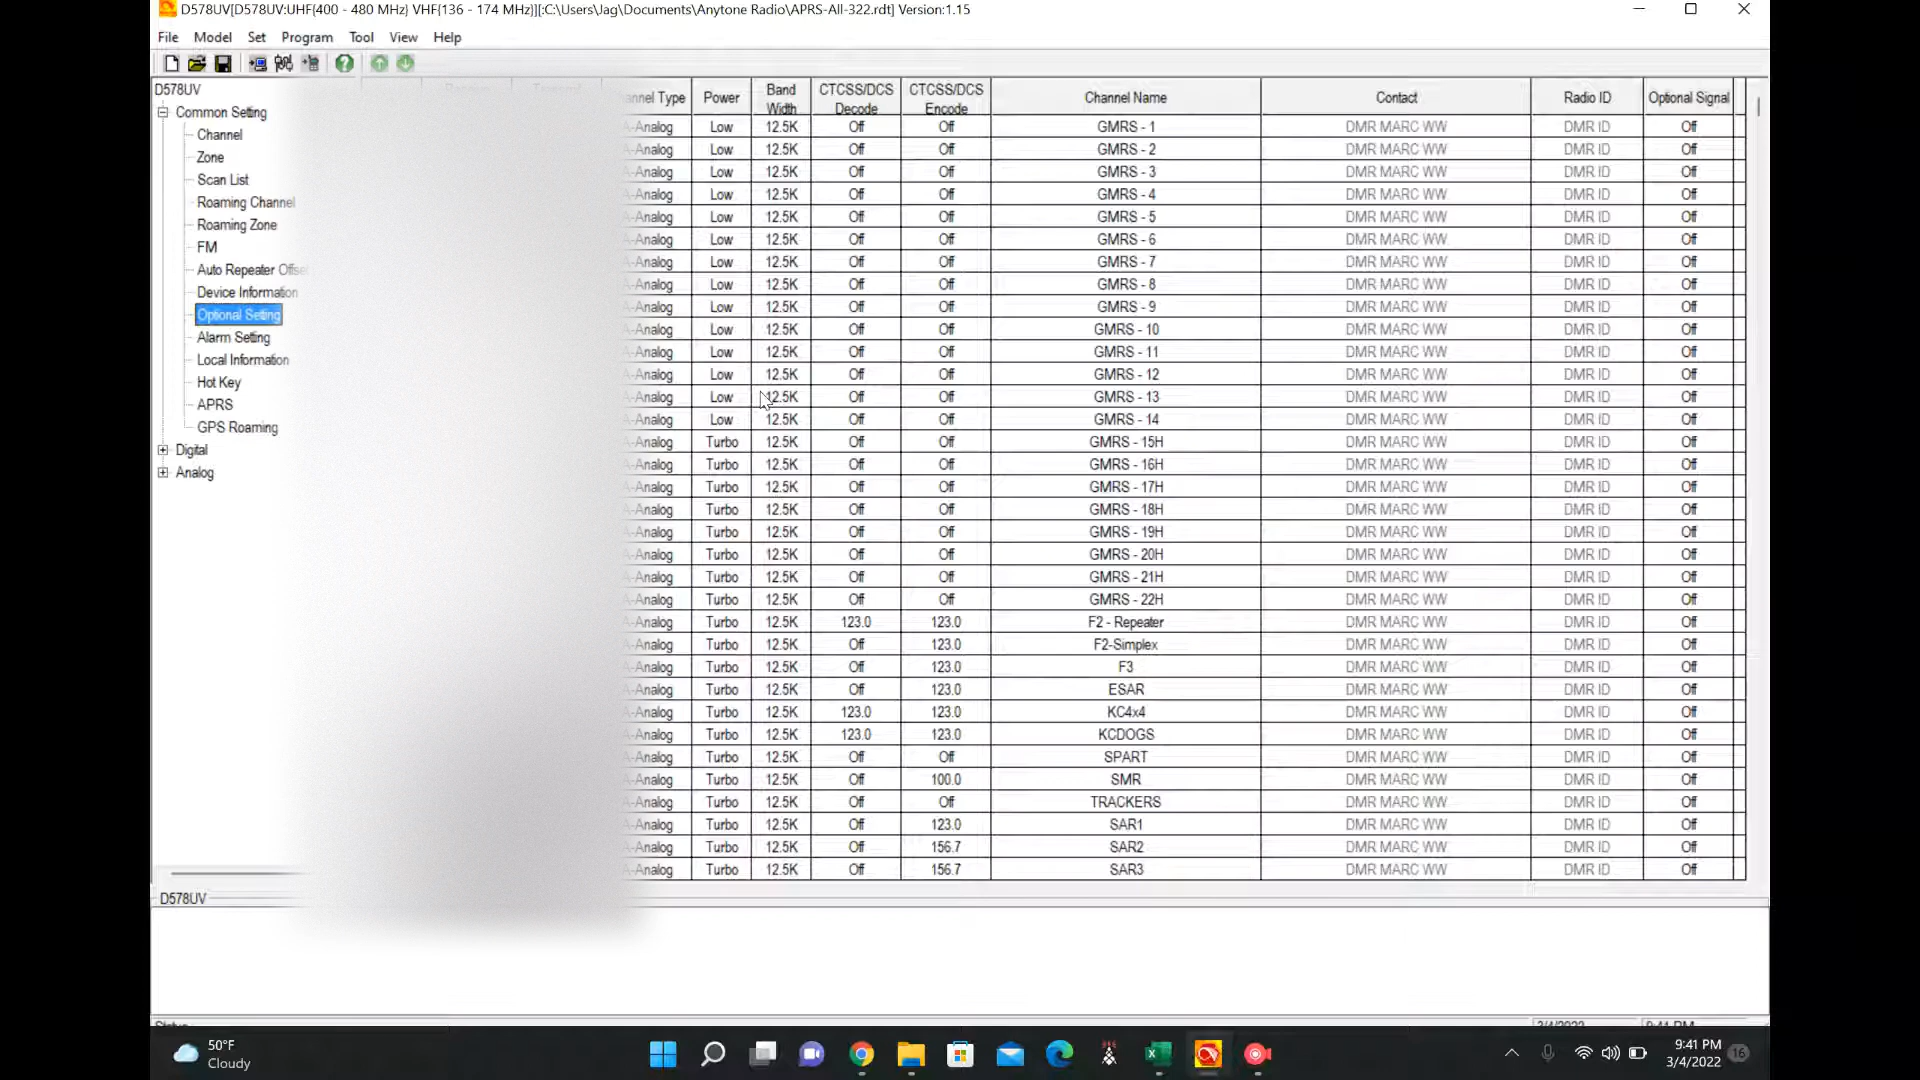 D578UV[D578UV:UHF{400 - 480 MHz} VHF{136 - 174 MHz}][:C:\Users\Jag\Documents\Anytone Radio\APRS-All-322.rdt] Version:1.15
File Model Set Program Tool View Help
D578UV
Common Setting
Channel
Zone
Scan List
Roaming Channel
Roaming Zone
FM
Auto Repeater Offse
Device Information
Optional Setting
Alarm Setting
Local Information
Hot Key
APRS
GPS Roaming
Digital
Analog
Type Power Band Width CTCSS/DCS Decode CTCSS/DCS Encode Channel Name Contact Radio ID Optional Signal
A-Analog Low 12.5K Off Off GMRS - 1 DMR MARC WW DMR ID Off
A-Analog Low 12.5K Off Off GMRS - 2 DMR MARC WW DMR ID Off
A-Analog Low 12.5K Off Off GMRS - 3 DMR MARC WW DMR ID Off
A-Analog Low 12.5K Off Off GMRS - 4 DMR MARC WW DMR ID Off
A-Analog Low 12.5K Off Off GMRS - 5 DMR MARC WW DMR ID Off
A-Analog Low 12.5K Off Off GMRS - 6 DMR MARC WW DMR ID Off
A-Analog Low 12.5K Off Off GMRS - 7 DMR MARC WW DMR ID Off
A-Analog Low 12.5K Off Off GMRS - 8 DMR MARC WW DMR ID Off
A-Analog Low 12.5K Off Off GMRS - 9 DMR MARC WW DMR ID Off
A-Analog Low 12.5K Off Off GMRS - 10 DMR MARC WW DMR ID Off
A-Analog Low 12.5K Off Off GMRS - 11 DMR MARC WW DMR ID Off
A-Analog Low 12.5K Off Off GMRS - 12 DMR MARC WW DMR ID Off
A-Analog Low 12.5K Off Off GMRS - 13 DMR MARC WW DMR ID Off
A-Analog Low 12.5K Off Off GMRS - 14 DMR MARC WW DMR ID Off
A-Analog Turbo 12.5K Off Off GMRS - 15H DMR MARC WW DMR ID Off
A-Analog Turbo 12.5K Off Off GMRS - 16H DMR MARC WW DMR ID Off
A-Analog Turbo 12.5K Off Off GMRS - 17H DMR MARC WW DMR ID Off
A-Analog Turbo 12.5K Off Off GMRS - 18H DMR MARC WW DMR ID Off
A-Analog Turbo 12.5K Off Off GMRS - 19H DMR MARC WW DMR ID Off
A-Analog Turbo 12.5K Off Off GMRS - 20H DMR MARC WW DMR ID Off
A-Analog Turbo 12.5K Off Off GMRS - 21H DMR MARC WW DMR ID Off
A-Analog Turbo 12.5K Off Off GMRS - 22H DMR MARC WW DMR ID Off
A-Analog Turbo 12.5K 123.0 123.0 F2 - Repeater DMR MARC WW DMR ID Off
A-Analog Turbo 12.5K Off 123.0 F2-Simplex DMR MARC WW DMR ID Off
A-Analog Turbo 12.5K Off 123.0 F3 DMR MARC WW DMR ID Off
A-Analog Turbo 12.5K Off 123.0 ESAR DMR MARC WW DMR ID Off
A-Analog Turbo 12.5K 123.0 123.0 KC4x4 DMR MARC WW DMR ID Off
A-Analog Turbo 12.5K 123.0 123.0 KCDOGS DMR MARC WW DMR ID Off
A-Analog Turbo 12.5K Off Off SPART DMR MARC WW DMR ID Off
A-Analog Turbo 12.5K Off 100.0 SMR DMR MARC WW DMR ID Off
A-Analog Turbo 12.5K Off Off TRACKERS DMR MARC WW DMR ID Off
A-Analog Turbo 12.5K Off 123.0 SAR1 DMR MARC WW DMR ID Off
A-Analog Turbo 12.5K Off 156.7 SAR2 DMR MARC WW DMR ID Off
A-Analog Turbo 12.5K Off 156.7 SAR3 DMR MARC WW DMR ID Off
D578UV
50°F
Cloudy
9:41 PM
3/4/2022
16